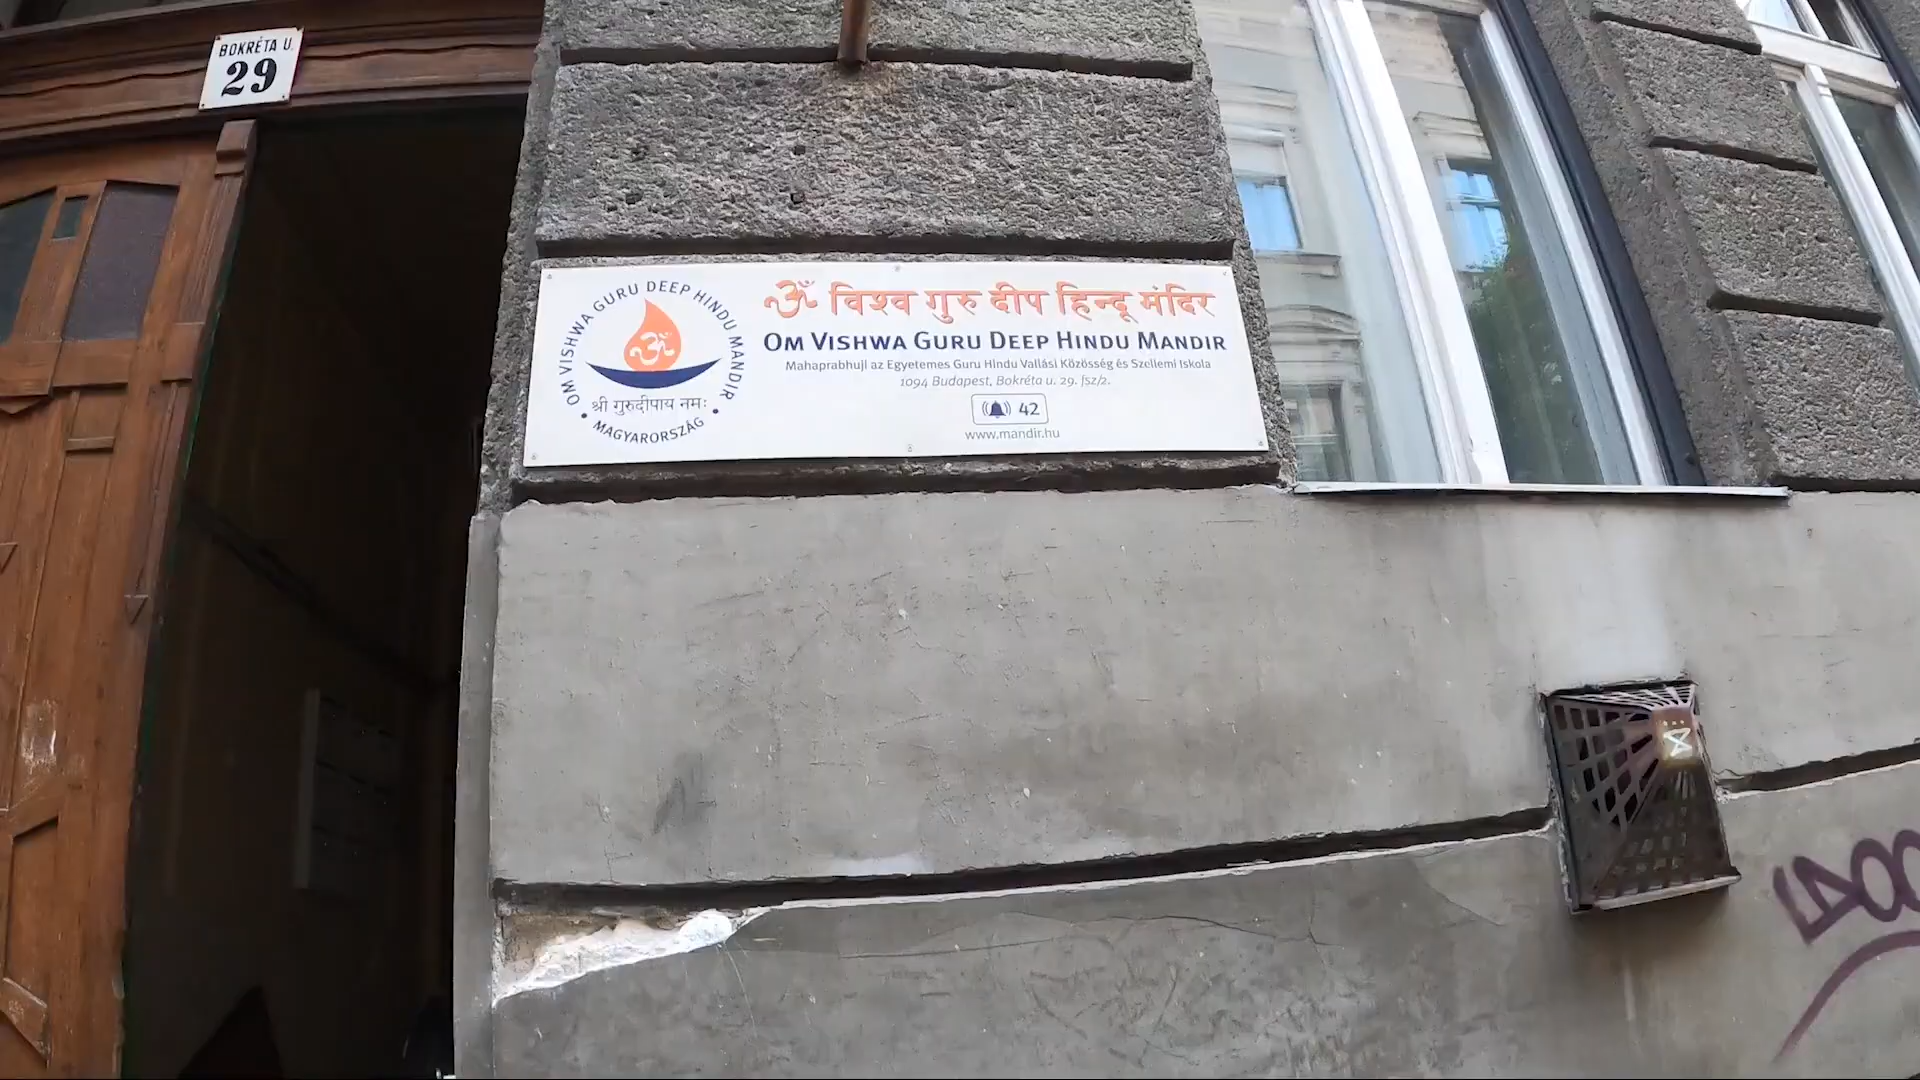 BOKRÉTA U.
29
OM VISHWA GURU DEEP HINDU MANDIR
ॐ
श्री गुरुदीपाय नमः
MAGYARORSZÁG
ॐ विश्व गुरु दीप हिन्दू मंदिर
OM VISHWA GURU DEEP HINDU MANDIR
Mahaprabhuji az Egyetemes Guru Hindu Vallási Közösség és Szellemi Iskola
1094 Budapest, Bokréta u. 29. fsz/2.
42
www.mandir.hu